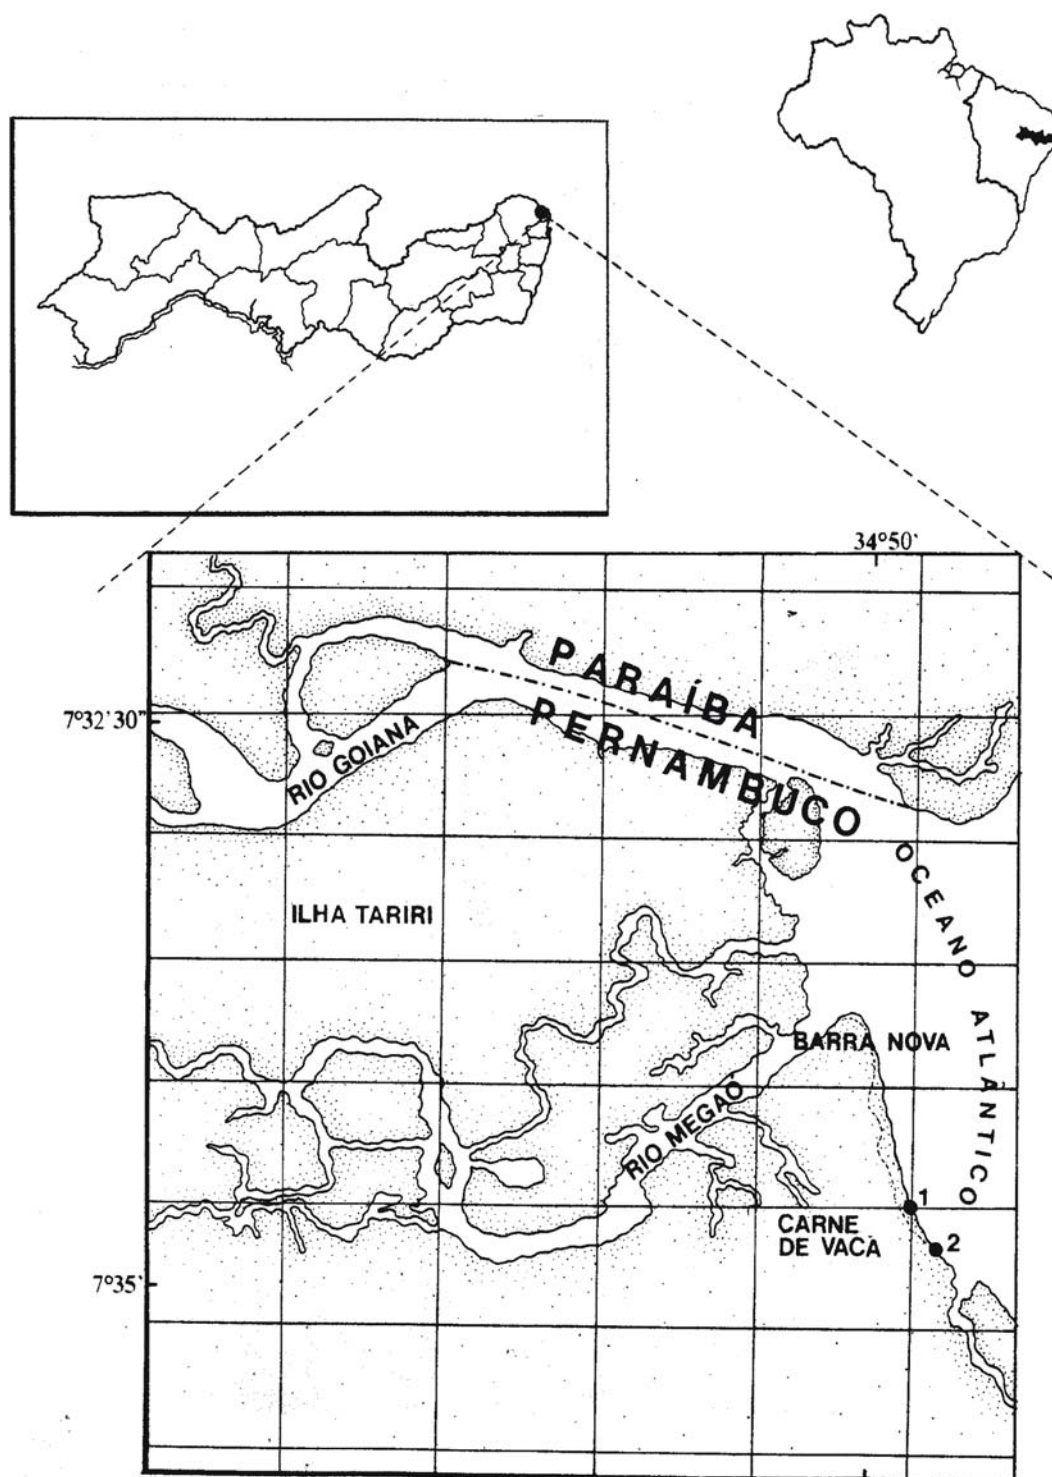 34°50'
PARAÍBA
PERNAMBUCO
7°32'30"
RIO GOIANA
OCEANO ATLÂNTICO
ILHA TARIRI
BARRA NOVA
RIO MEGAÓ
1
CARNE
DE VACA
2
7°35'